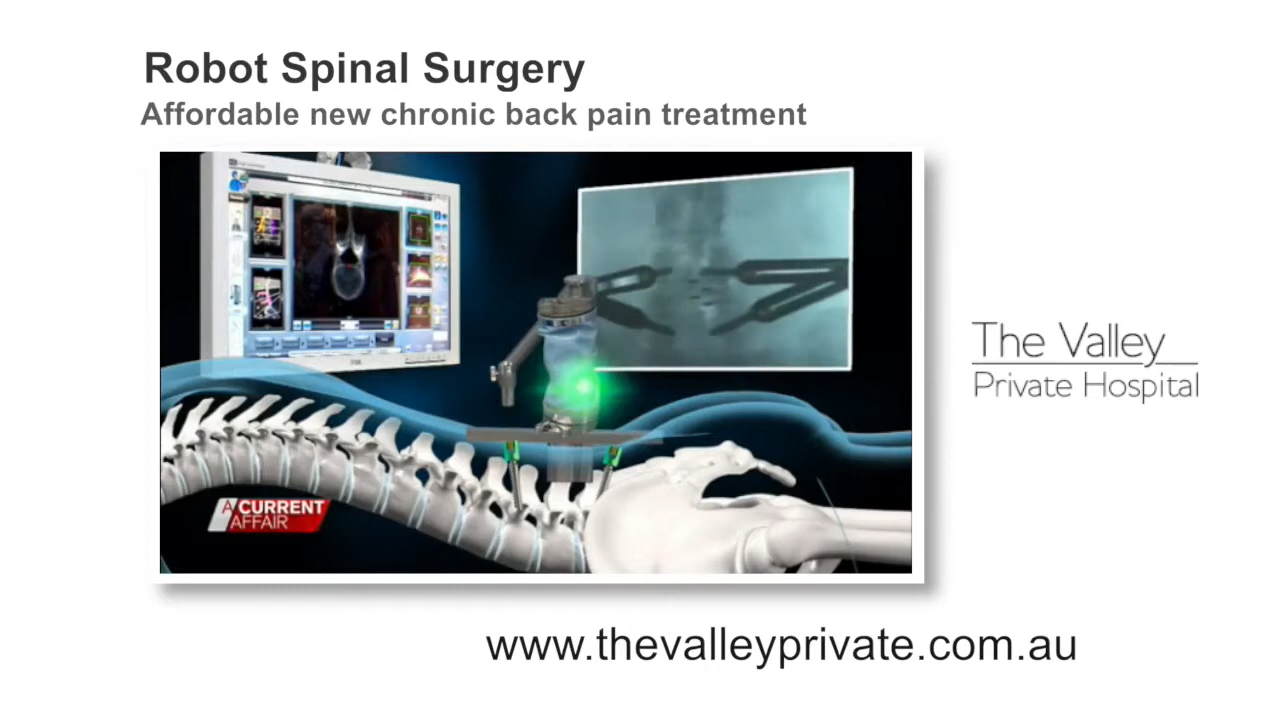 Robot Spinal Surgery
Affordable new chronic back pain treatment
A CURRENT
AFFAIR
The Valley
Private Hospital
www.thevalleyprivate.com.au